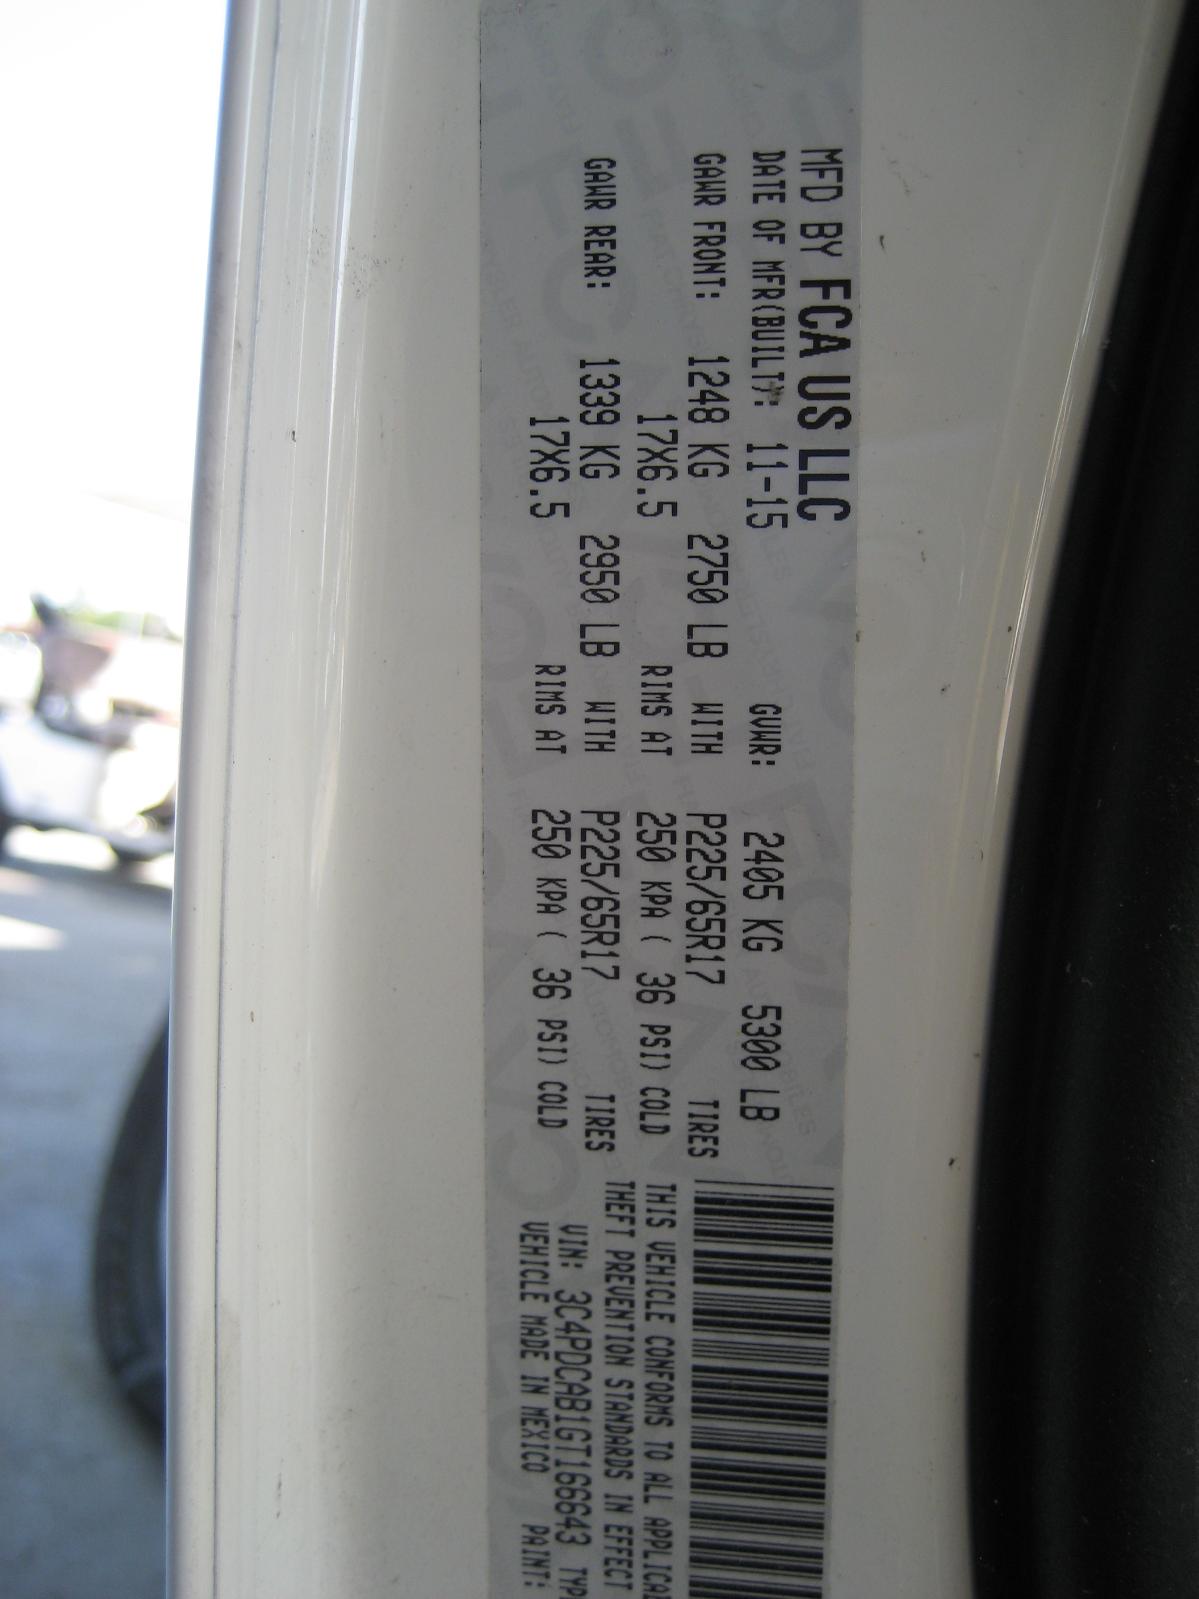 MFD BY FCA US LLC
DATE OF MFR(BUILT): 11-15 GVWR: 2405 KG 5300 LB
GAWR FRONT: 1248 KG 2750 LB WITH P225/65R17 TIRES
17X6.5 RIMS AT 250 KPA ( 36 PSI) COLD
GAWR REAR: 1339 KG 2950 LB WITH P225/65R17 TIRES
17X6.5 RIMS AT 250 KPA ( 36 PSI) COLD
THIS VEHICLE CONFORMS TO ALL APPLICA
THEFT PREVENTION STANDARDS IN EFFECT
VIN: 3C4PDCAB1GT166643 TYP
VEHICLE MADE IN MEXICO PAINT: